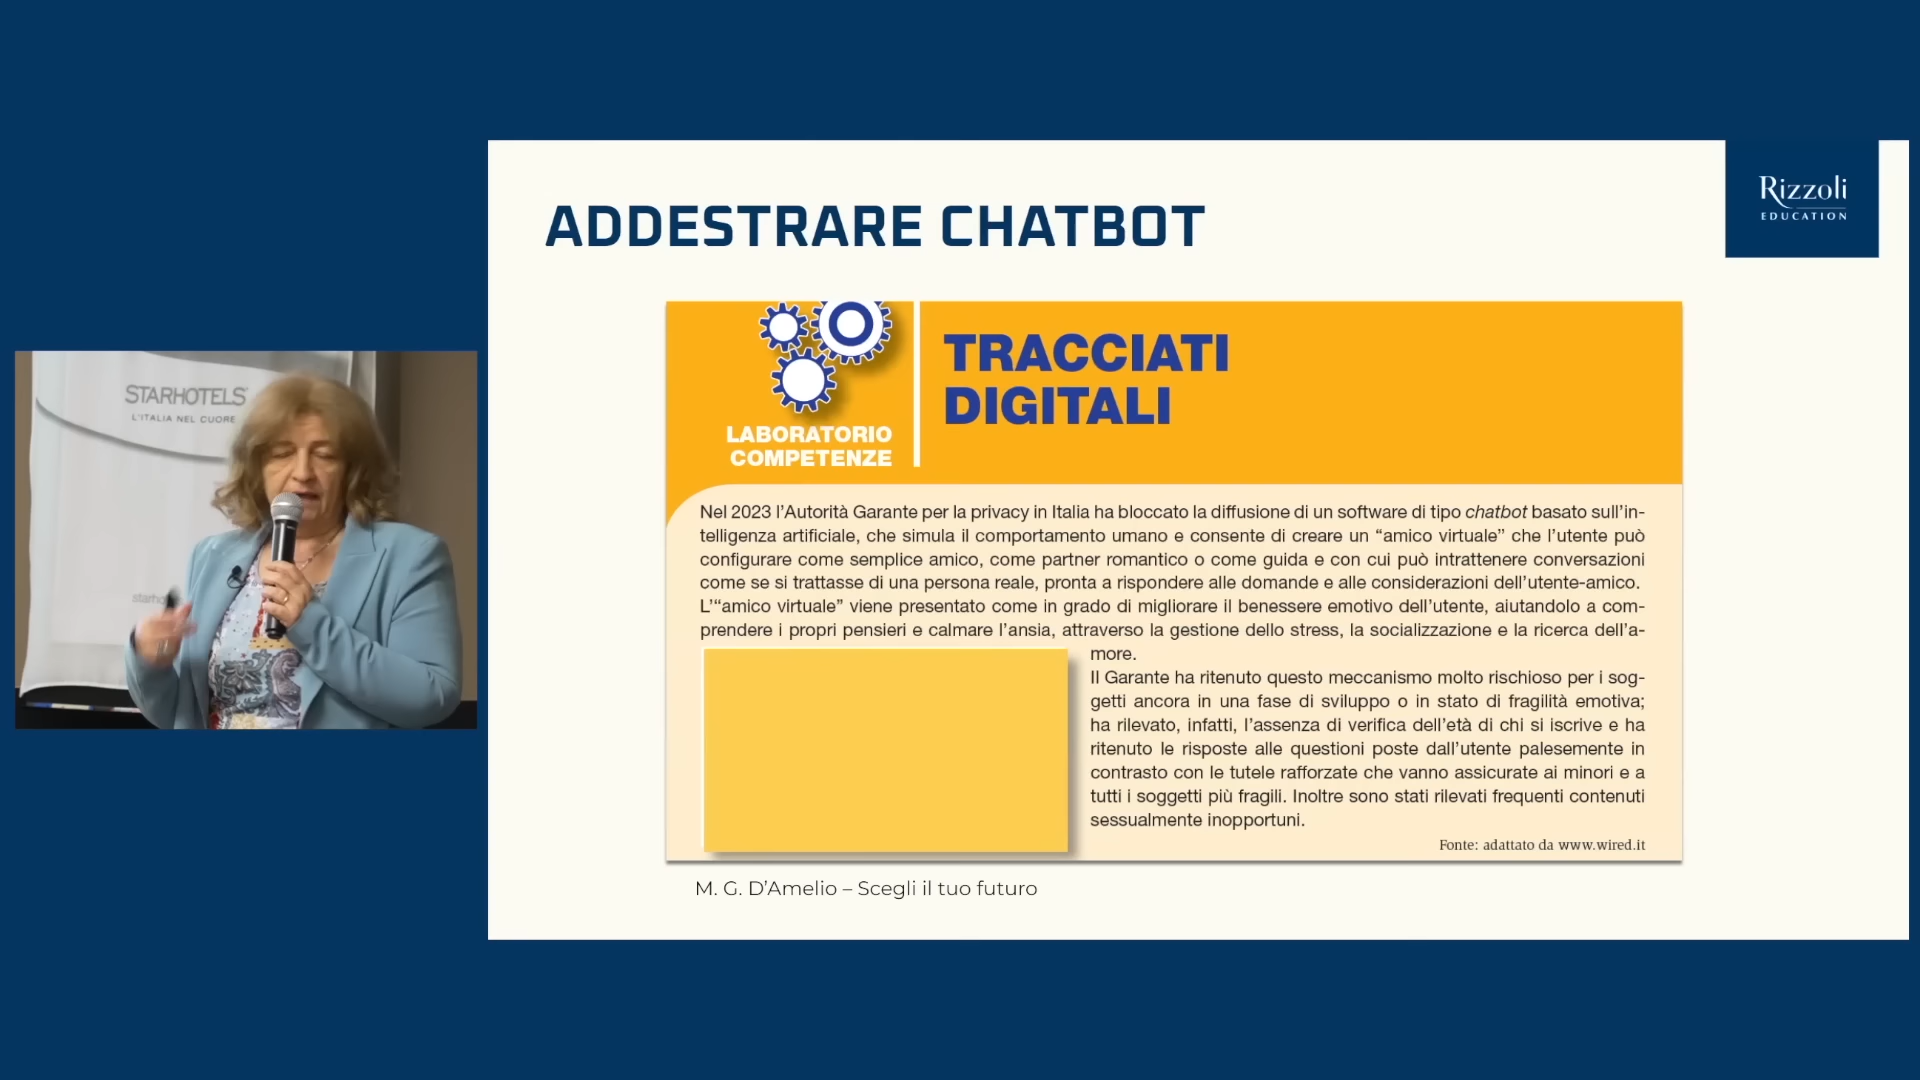 ADDESTRARE CHATBOT
Rizzoli
EDUCATION
LABORATORIO
COMPETENZE
TRACCIATI
DIGITALI
Nel 2023 l’Autorità Garante per la privacy in Italia ha bloccato la diffusione di un software di tipo chatbot basato sull’in-
telligenza artificiale, che simula il comportamento umano e consente di creare un “amico virtuale” che l’utente può
configurare come semplice amico, come partner romantico o come guida e con cui può intrattenere conversazioni
come se si trattasse di una persona reale, pronta a rispondere alle domande e alle considerazioni dell’utente-amico.
L’“amico virtuale” viene presentato come in grado di migliorare il benessere emotivo dell’utente, aiutandolo a com-
prendere i propri pensieri e calmare l’ansia, attraverso la gestione dello stress, la socializzazione e la ricerca dell’a-
more.
Il Garante ha ritenuto questo meccanismo molto rischioso per i sog-
getti ancora in una fase di sviluppo o in stato di fragilità emotiva;
ha rilevato, infatti, l’assenza di verifica dell’età di chi si iscrive e ha
ritenuto le risposte alle questioni poste dall’utente palesemente in
contrasto con le tutele rafforzate che vanno assicurate ai minori e a
tutti i soggetti più fragili. Inoltre sono stati rilevati frequenti contenuti
sessualmente inopportuni.
Fonte: adattato da www.wired.it
M. G. D’Amelio – Scegli il tuo futuro
STARHOTELS
L’ITALIA NEL CUORE